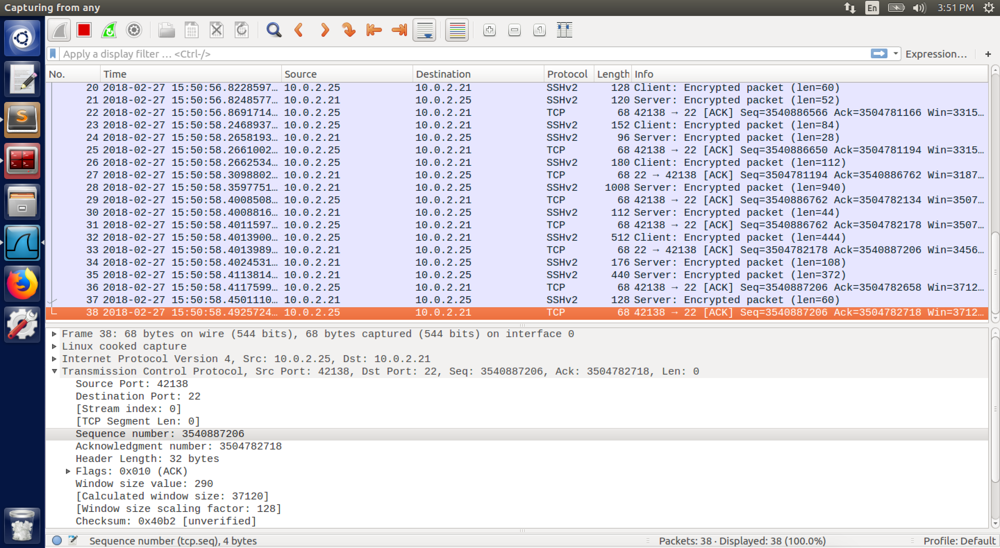 Capturing from any
En
3:51 PM
Apply a display filter … <Ctrl-/>
Expression…
+
No. Time Source Destination Protocol Length Info
20 2018-02-27 15:50:56.8228597… 10.0.2.25 10.0.2.21 SSHv2 128 Client: Encrypted packet (len=60)
21 2018-02-27 15:50:56.8248577… 10.0.2.21 10.0.2.25 SSHv2 120 Server: Encrypted packet (len=52)
22 2018-02-27 15:50:56.8691714… 10.0.2.25 10.0.2.21 TCP 68 42138 → 22 [ACK] Seq=3540886566 Ack=3504781166 Win=3315…
23 2018-02-27 15:50:58.2468937… 10.0.2.25 10.0.2.21 SSHv2 152 Client: Encrypted packet (len=84)
24 2018-02-27 15:50:58.2658193… 10.0.2.21 10.0.2.25 SSHv2 96 Server: Encrypted packet (len=28)
25 2018-02-27 15:50:58.2661002… 10.0.2.25 10.0.2.21 TCP 68 42138 → 22 [ACK] Seq=3540886650 Ack=3504781194 Win=3315…
26 2018-02-27 15:50:58.2662534… 10.0.2.25 10.0.2.21 SSHv2 180 Client: Encrypted packet (len=112)
27 2018-02-27 15:50:58.3098802… 10.0.2.21 10.0.2.25 TCP 68 22 → 42138 [ACK] Seq=3504781194 Ack=3540886762 Win=3187…
28 2018-02-27 15:50:58.3597751… 10.0.2.21 10.0.2.25 SSHv2 1008 Server: Encrypted packet (len=940)
29 2018-02-27 15:50:58.4008508… 10.0.2.25 10.0.2.21 TCP 68 42138 → 22 [ACK] Seq=3540886762 Ack=3504782134 Win=3507…
30 2018-02-27 15:50:58.4008816… 10.0.2.21 10.0.2.25 SSHv2 112 Server: Encrypted packet (len=44)
31 2018-02-27 15:50:58.4011597… 10.0.2.25 10.0.2.21 TCP 68 42138 → 22 [ACK] Seq=3540886762 Ack=3504782178 Win=3507…
32 2018-02-27 15:50:58.4013900… 10.0.2.25 10.0.2.21 SSHv2 512 Client: Encrypted packet (len=444)
33 2018-02-27 15:50:58.4013989… 10.0.2.21 10.0.2.25 TCP 68 22 → 42138 [ACK] Seq=3504782178 Ack=3540887206 Win=3456…
34 2018-02-27 15:50:58.4024531… 10.0.2.21 10.0.2.25 SSHv2 176 Server: Encrypted packet (len=108)
35 2018-02-27 15:50:58.4113814… 10.0.2.21 10.0.2.25 SSHv2 440 Server: Encrypted packet (len=372)
36 2018-02-27 15:50:58.4117599… 10.0.2.25 10.0.2.21 TCP 68 42138 → 22 [ACK] Seq=3540887206 Ack=3504782658 Win=3712…
37 2018-02-27 15:50:58.4501110… 10.0.2.21 10.0.2.25 SSHv2 128 Server: Encrypted packet (len=60)
38 2018-02-27 15:50:58.4925724… 10.0.2.25 10.0.2.21 TCP 68 42138 → 22 [ACK] Seq=3540887206 Ack=3504782718 Win=3712…
Frame 38: 68 bytes on wire (544 bits), 68 bytes captured (544 bits) on interface 0
Linux cooked capture
Internet Protocol Version 4, Src: 10.0.2.25, Dst: 10.0.2.21
Transmission Control Protocol, Src Port: 42138, Dst Port: 22, Seq: 3540887206, Ack: 3504782718, Len: 0
Source Port: 42138
Destination Port: 22
[Stream index: 0]
[TCP Segment Len: 0]
Sequence number: 3540887206
Acknowledgment number: 3504782718
Header Length: 32 bytes
Flags: 0x010 (ACK)
Window size value: 290
[Calculated window size: 37120]
[Window size scaling factor: 128]
Checksum: 0x40b2 [unverified]
Sequence number (tcp.seq), 4 bytes
Packets: 38 · Displayed: 38 (100.0%)
Profile: Default